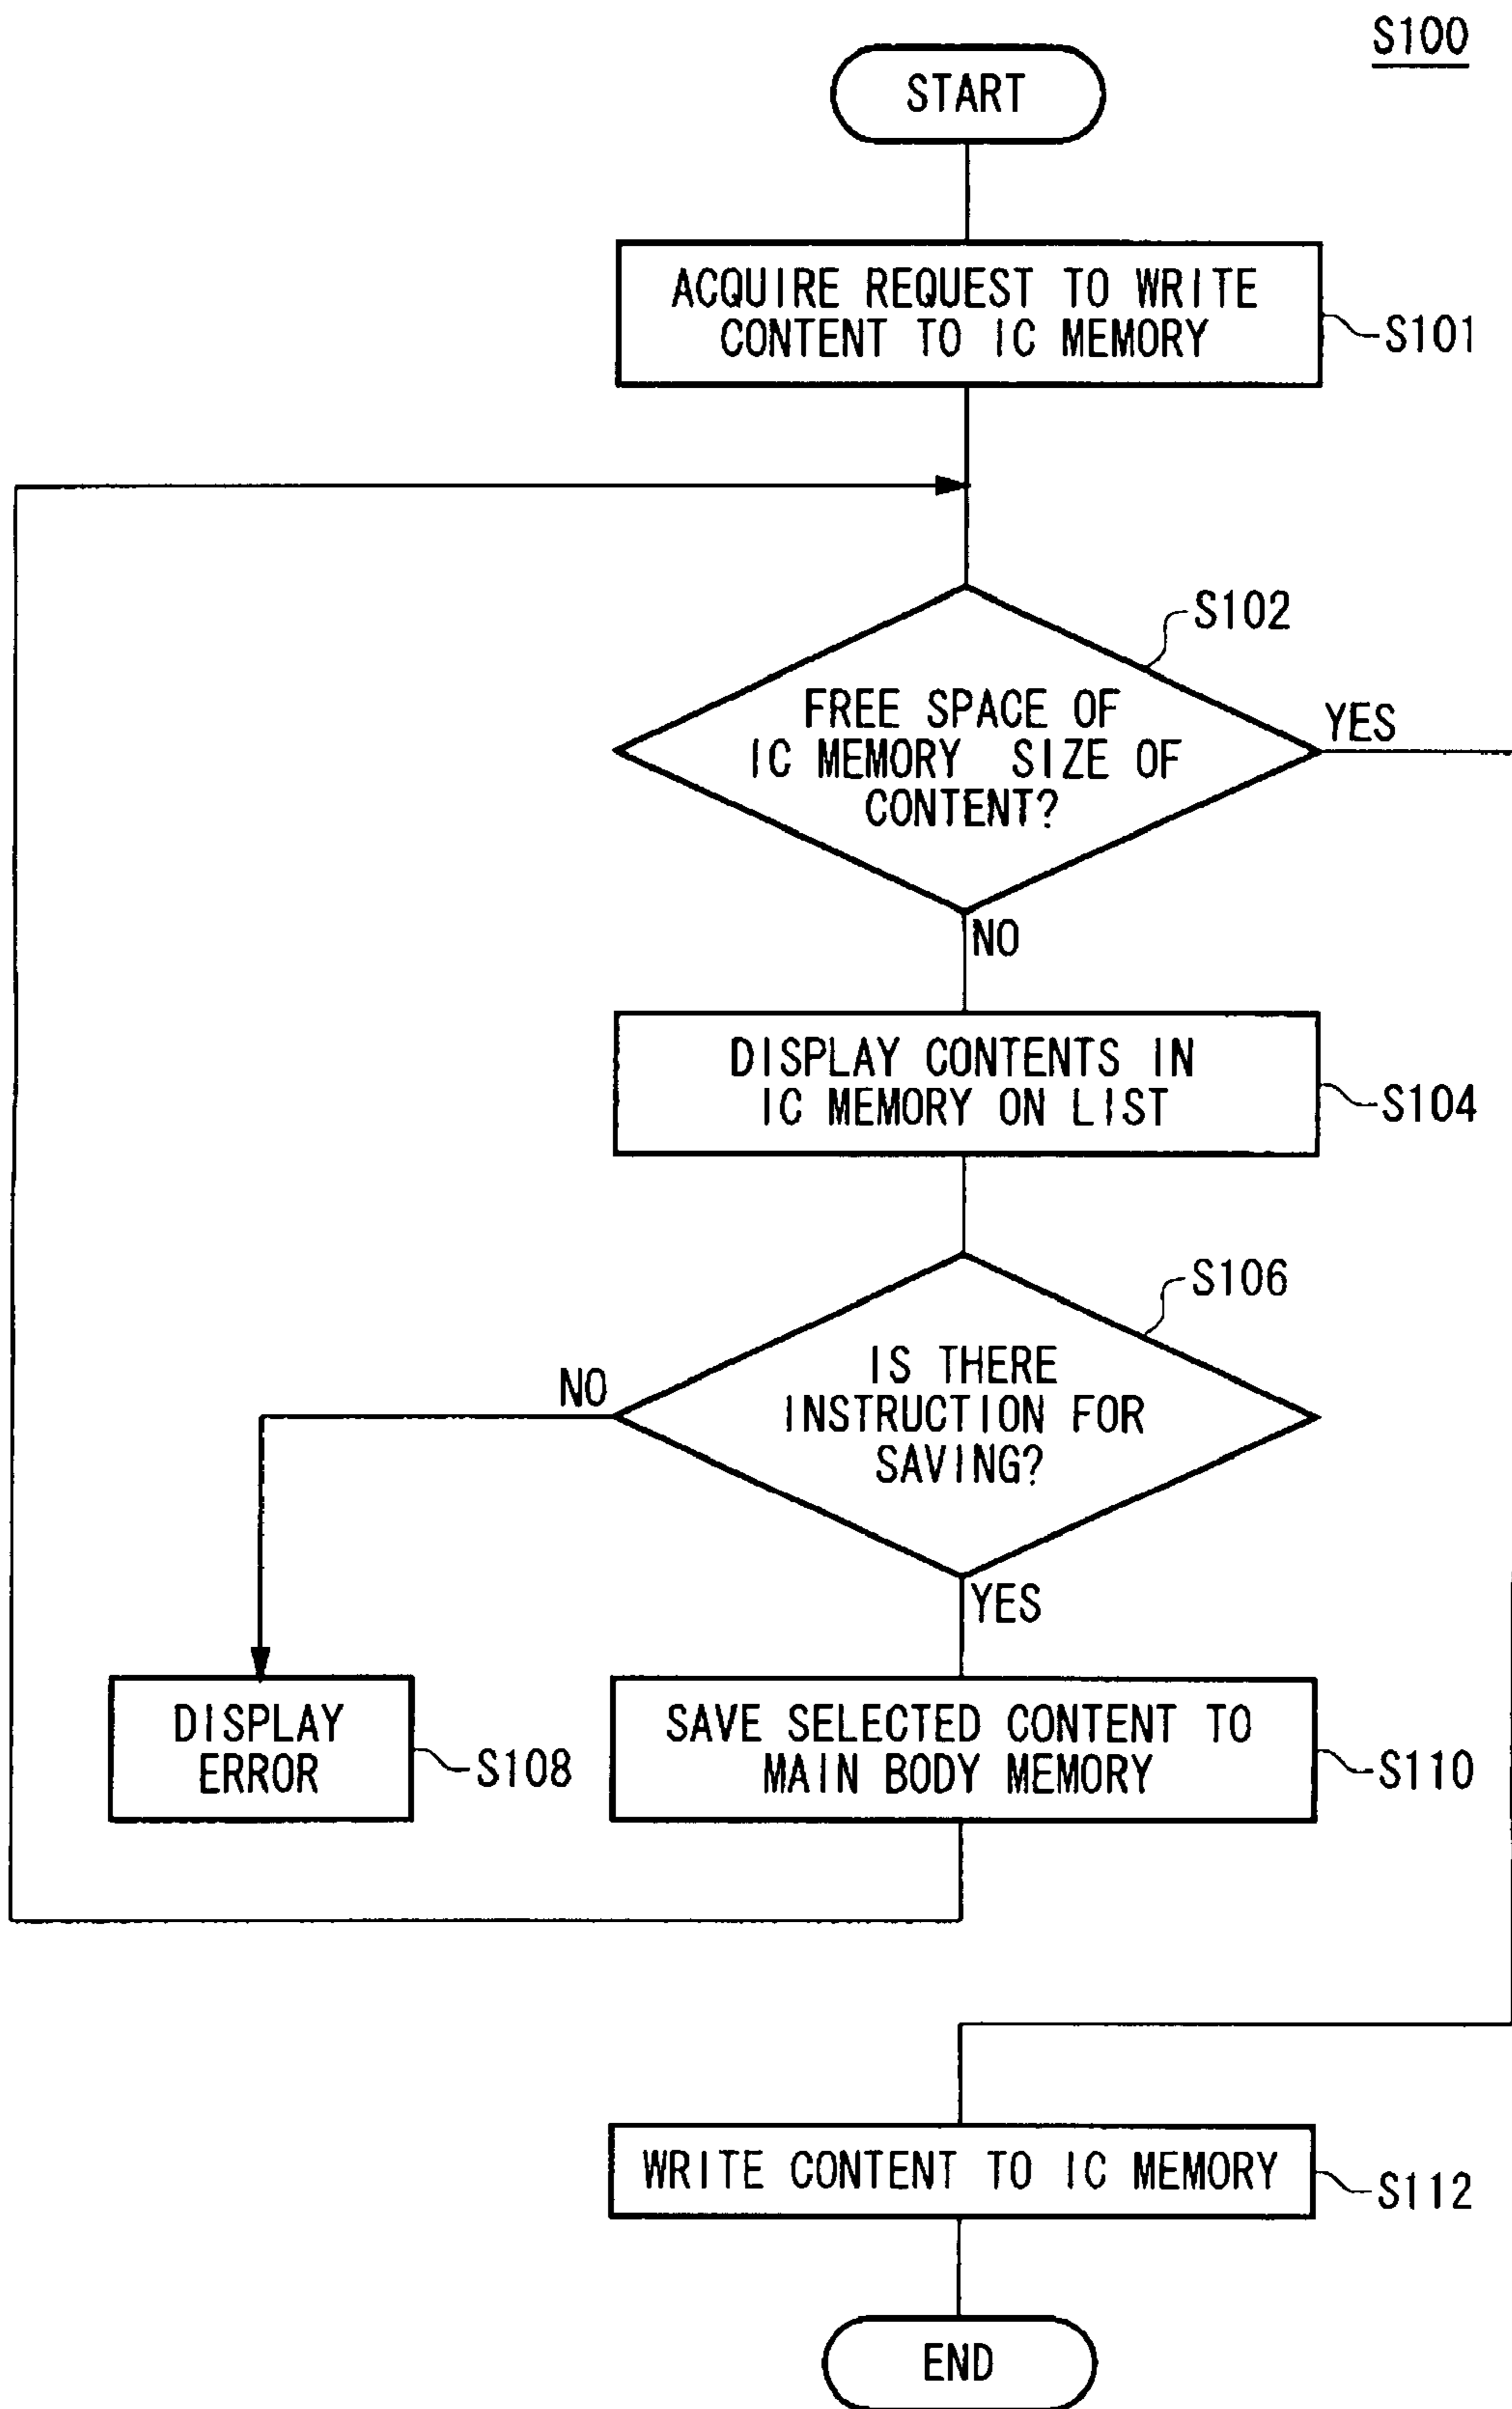 S100
START
ACQUIRE REQUEST TO WRITE
CONTENT TO IC MEMORY
S101
S102
FREE SPACE OF
IC MEMORY SIZE OF
CONTENT?
YES
NO
DISPLAY CONTENTS IN
IC MEMORY ON LIST
S104
S106
IS THERE
INSTRUCTION FOR
SAVING?
NO
YES
DISPLAY
ERROR
S108
SAVE SELECTED CONTENT TO
MAIN BODY MEMORY
S110
WRITE CONTENT TO IC MEMORY
S112
END